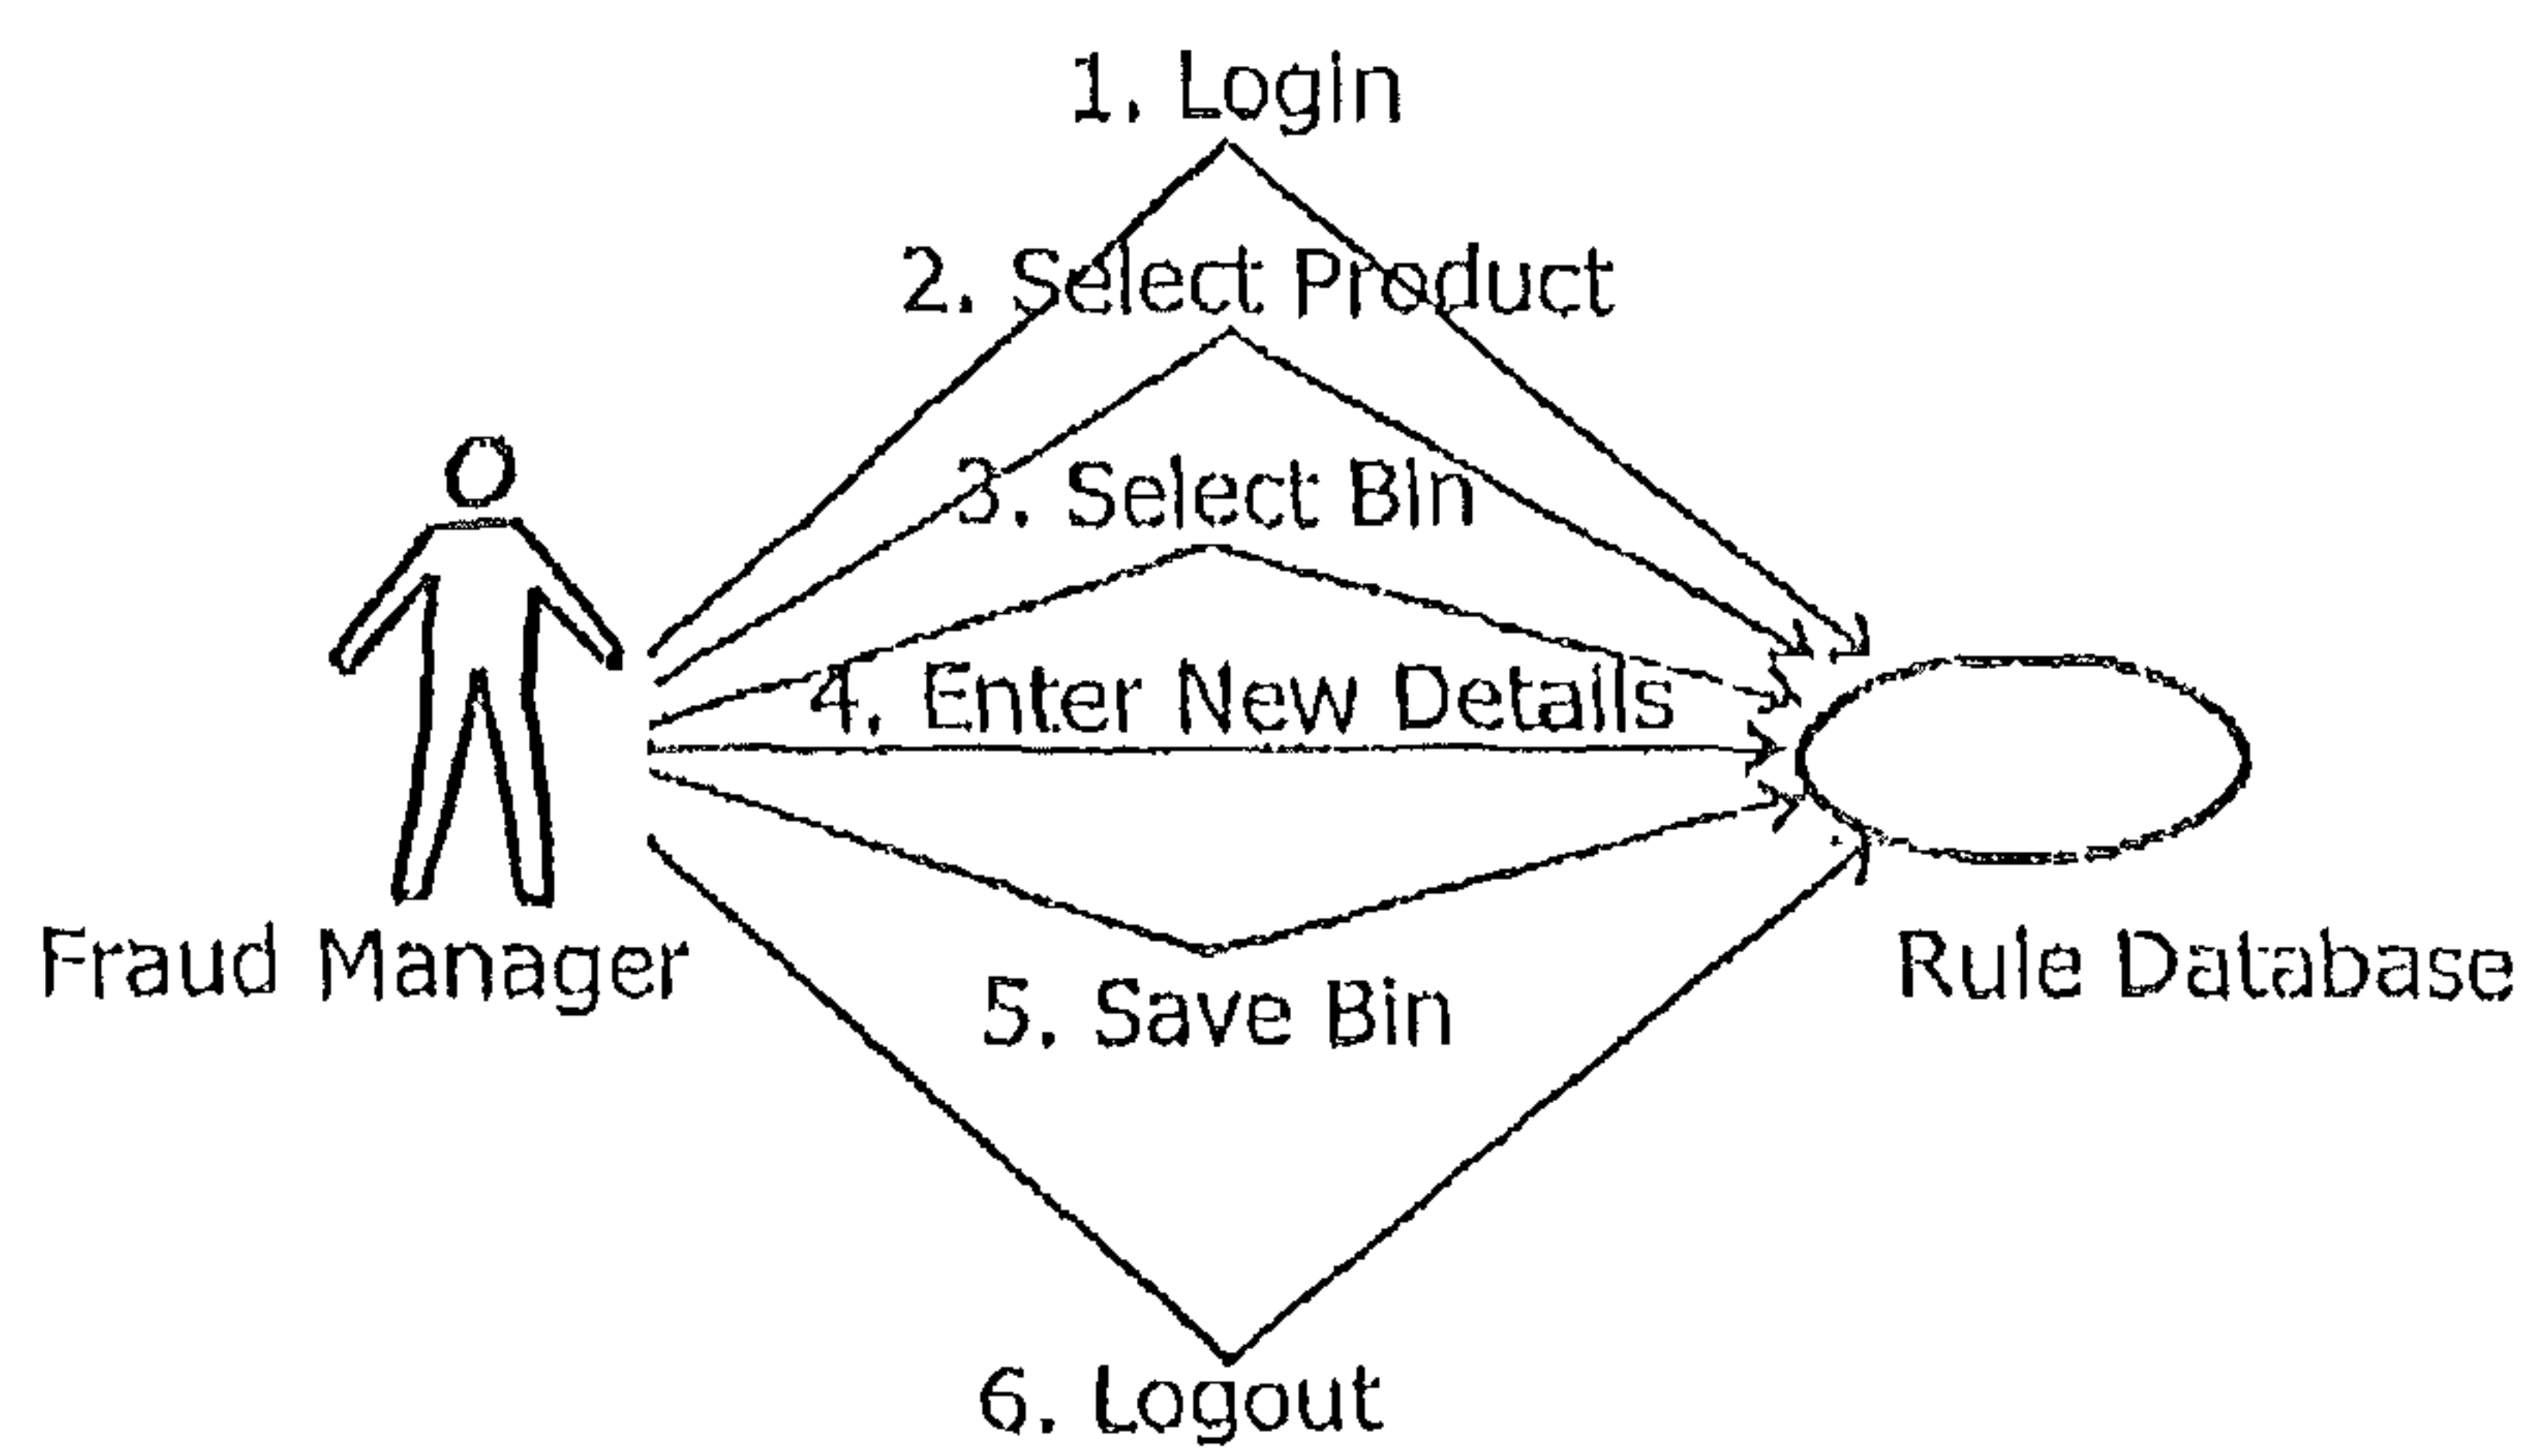 1. Login
2. Select Product
3. Select Bin
4. Enter New Details
Fraud Manager
Rule Database
5. Save Bin
6. Logout